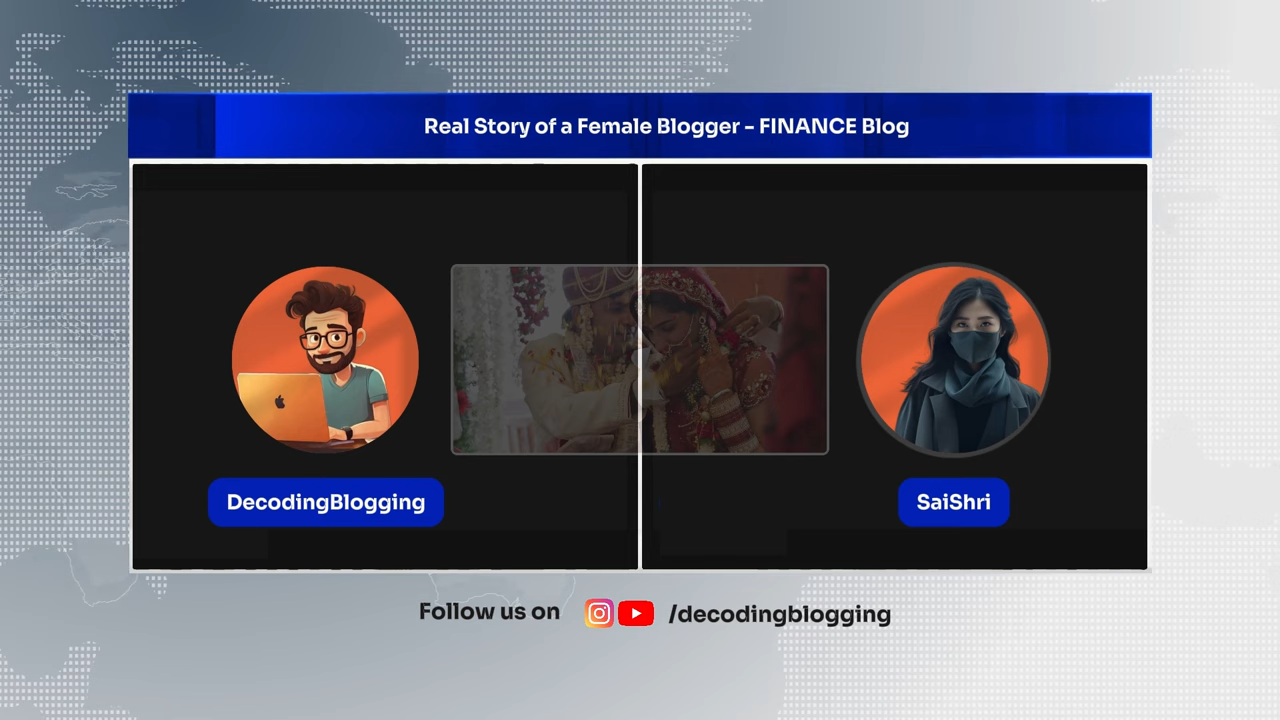 Real Story of a Female Blogger - FINANCE Blog
DecodingBlogging
SaiShri
Follow us on /decodingblogging